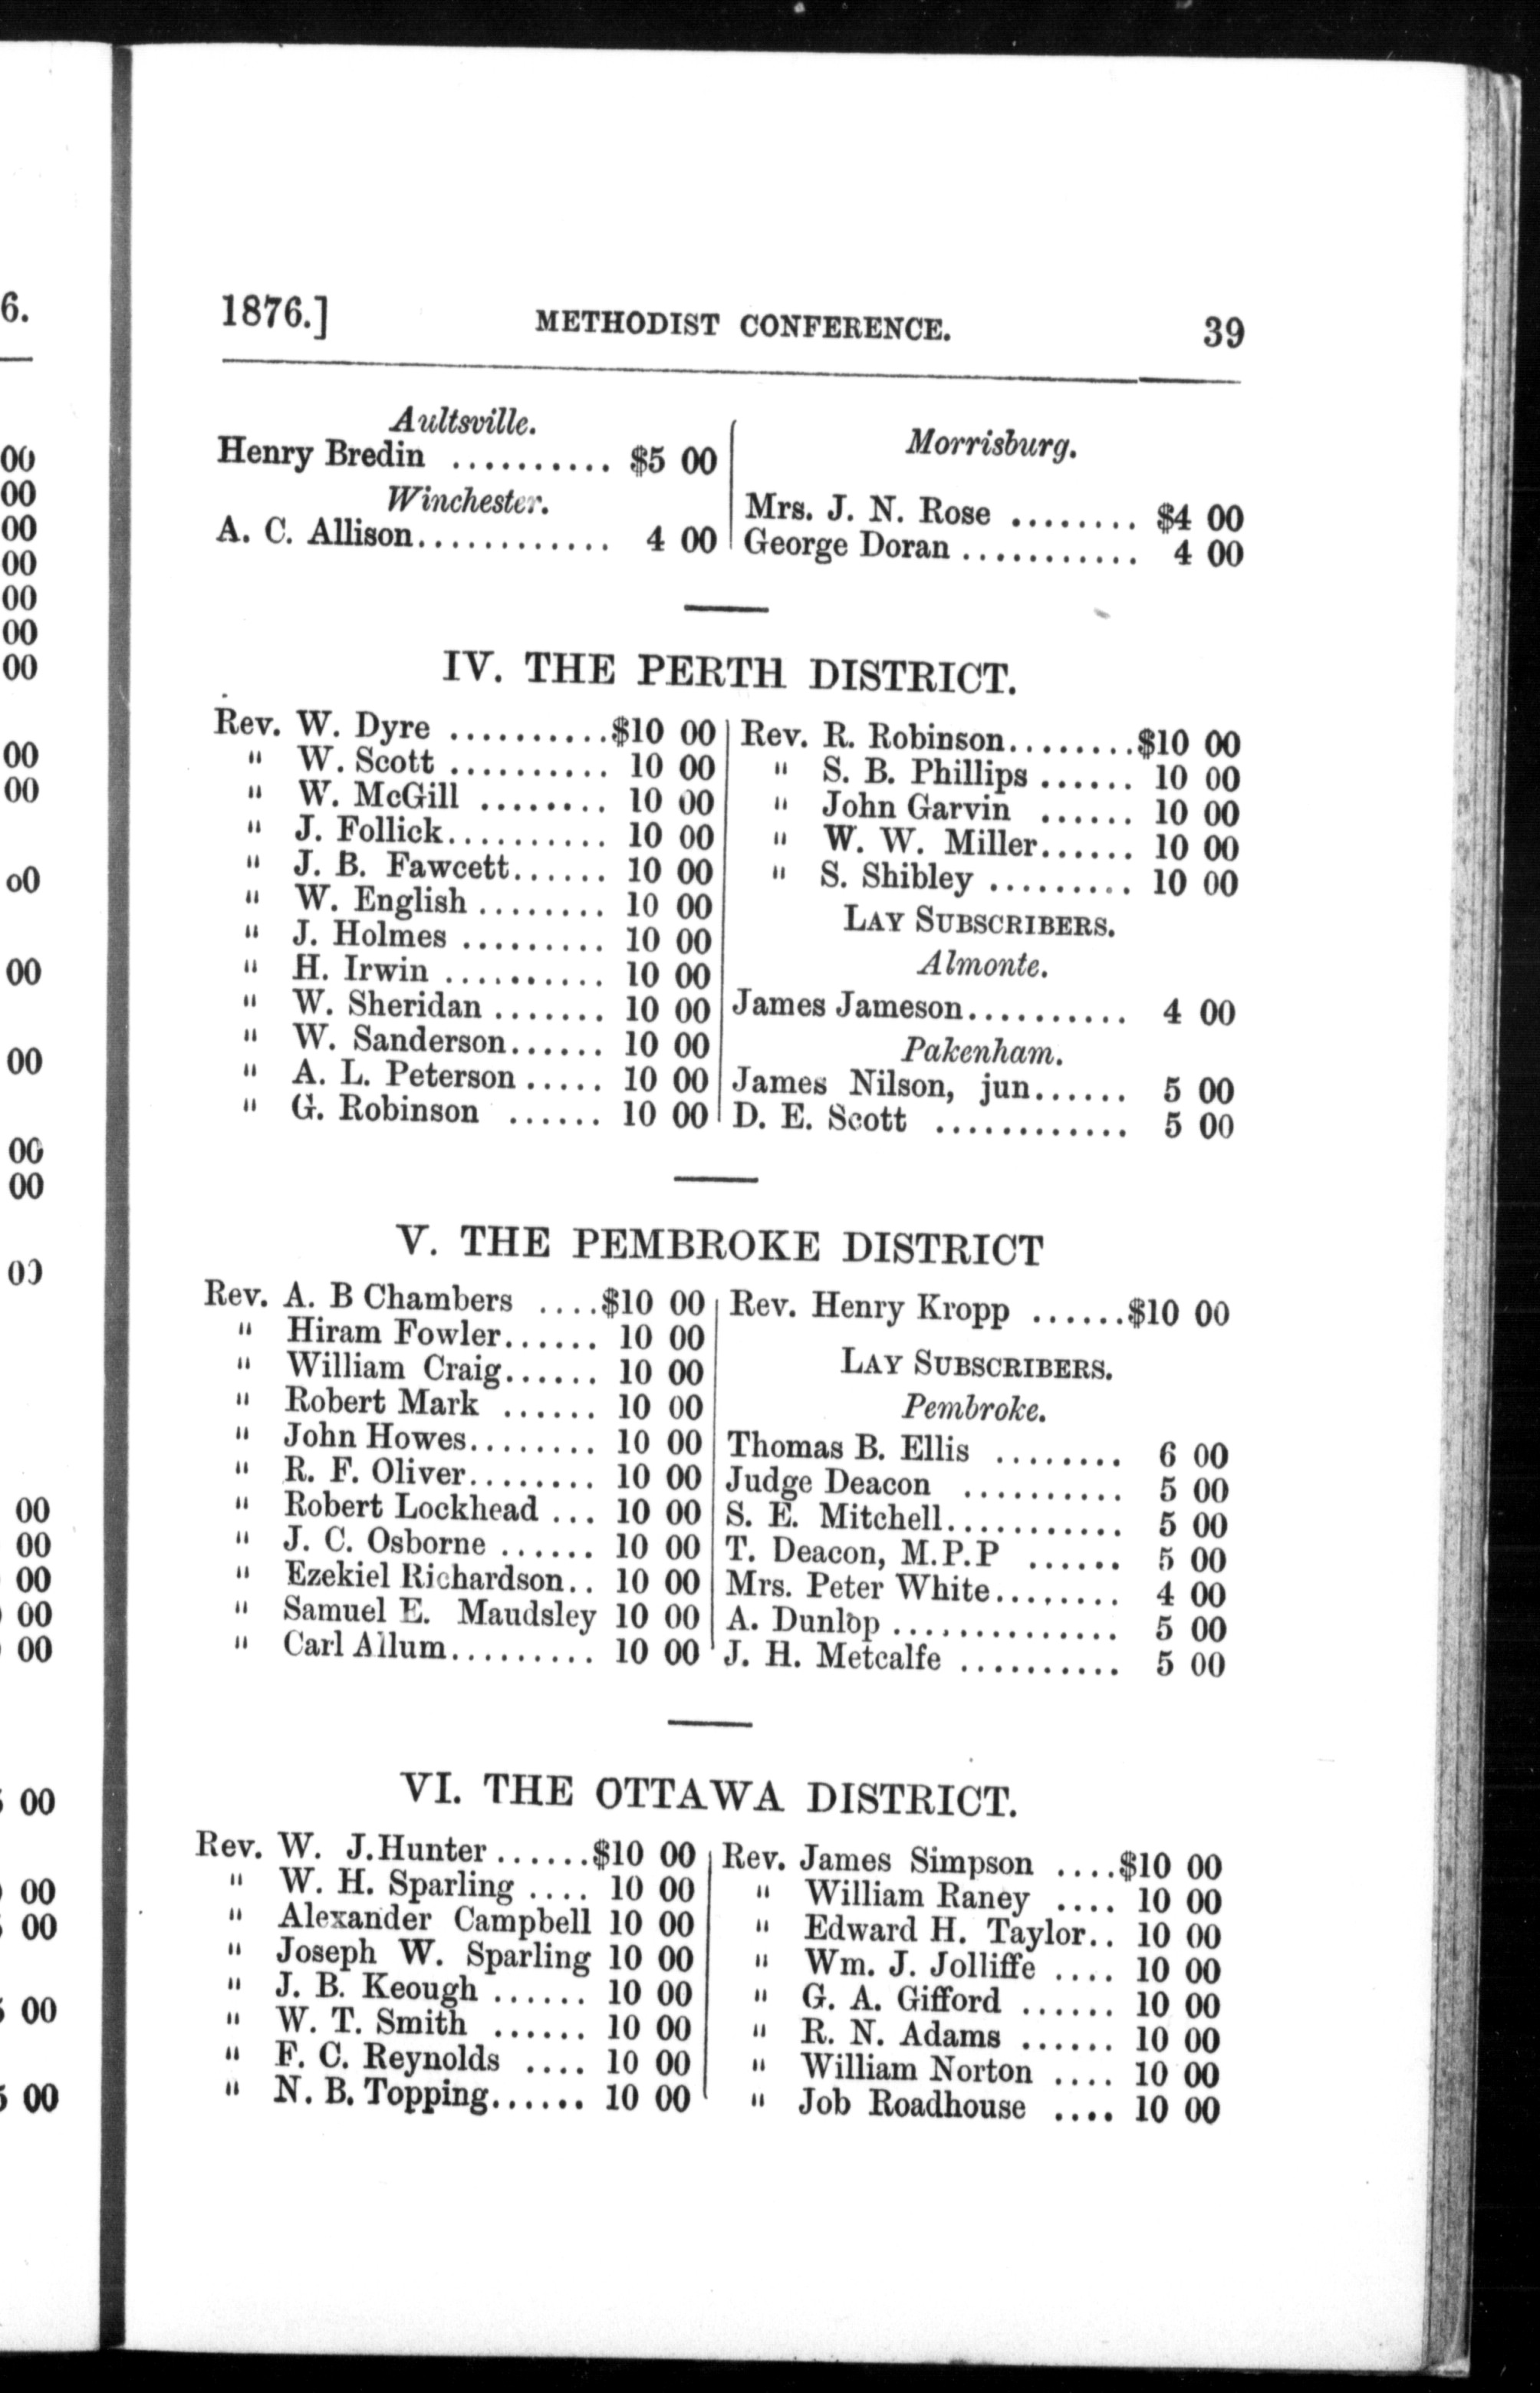 1876.] METHODIST CONFERENCE. 39
Aultsville.
Henry Bredin .......... $5 00
Winchester.
A. C. Allison............ 4 00
Morrisburg.
Mrs. J. N. Rose ........ $4 00
George Doran ........... 4 00
IV. THE PERTH DISTRICT.
Rev. W. Dyre ..........$10 00
" W. Scott .......... 10 00
" W. McGill ........ 10 00
" J. Follick.......... 10 00
" J. B. Fawcett...... 10 00
" W. English ........ 10 00
" J. Holmes ......... 10 00
" H. Irwin .......... 10 00
" W. Sheridan ....... 10 00
" W. Sanderson...... 10 00
" A. L. Peterson ..... 10 00
" G. Robinson ...... 10 00
Rev. R. Robinson........$10 00
" S. B. Phillips ...... 10 00
" John Garvin ...... 10 00
" W. W. Miller...... 10 00
" S. Shibley ......... 10 00
LAY SUBSCRIBERS.
Almonte.
James Jameson.......... 4 00
Pakenham.
James Nilson, jun...... 5 00
D. E. Scott ............ 5 00
V. THE PEMBROKE DISTRICT
Rev. A. B Chambers ....$10 00
" Hiram Fowler...... 10 00
" William Craig...... 10 00
" Robert Mark ...... 10 00
" John Howes........ 10 00
" R. F. Oliver........ 10 00
" Robert Lockhead ... 10 00
" J. C. Osborne ...... 10 00
" Ezekiel Richardson.. 10 00
" Samuel E. Maudsley 10 00
" Carl Allum......... 10 00
Rev. Henry Kropp ......$10 00
LAY SUBSCRIBERS.
Pembroke.
Thomas B. Ellis ........ 6 00
Judge Deacon .......... 5 00
S. E. Mitchell........... 5 00
T. Deacon, M.P.P ...... 5 00
Mrs. Peter White........ 4 00
A. Dunlop .............. 5 00
J. H. Metcalfe .......... 5 00
VI. THE OTTAWA DISTRICT.
Rev. W. J.Hunter ......$10 00
" W. H. Sparling .... 10 00
" Alexander Campbell 10 00
" Joseph W. Sparling 10 00
" J. B. Keough ...... 10 00
" W. T. Smith ...... 10 00
" F. C. Reynolds .... 10 00
" N. B. Topping...... 10 00
Rev. James Simpson ....$10 00
" William Raney .... 10 00
" Edward H. Taylor.. 10 00
" Wm. J. Jolliffe .... 10 00
" G. A. Gifford ...... 10 00
" R. N. Adams ...... 10 00
" William Norton .... 10 00
" Job Roadhouse .... 10 00